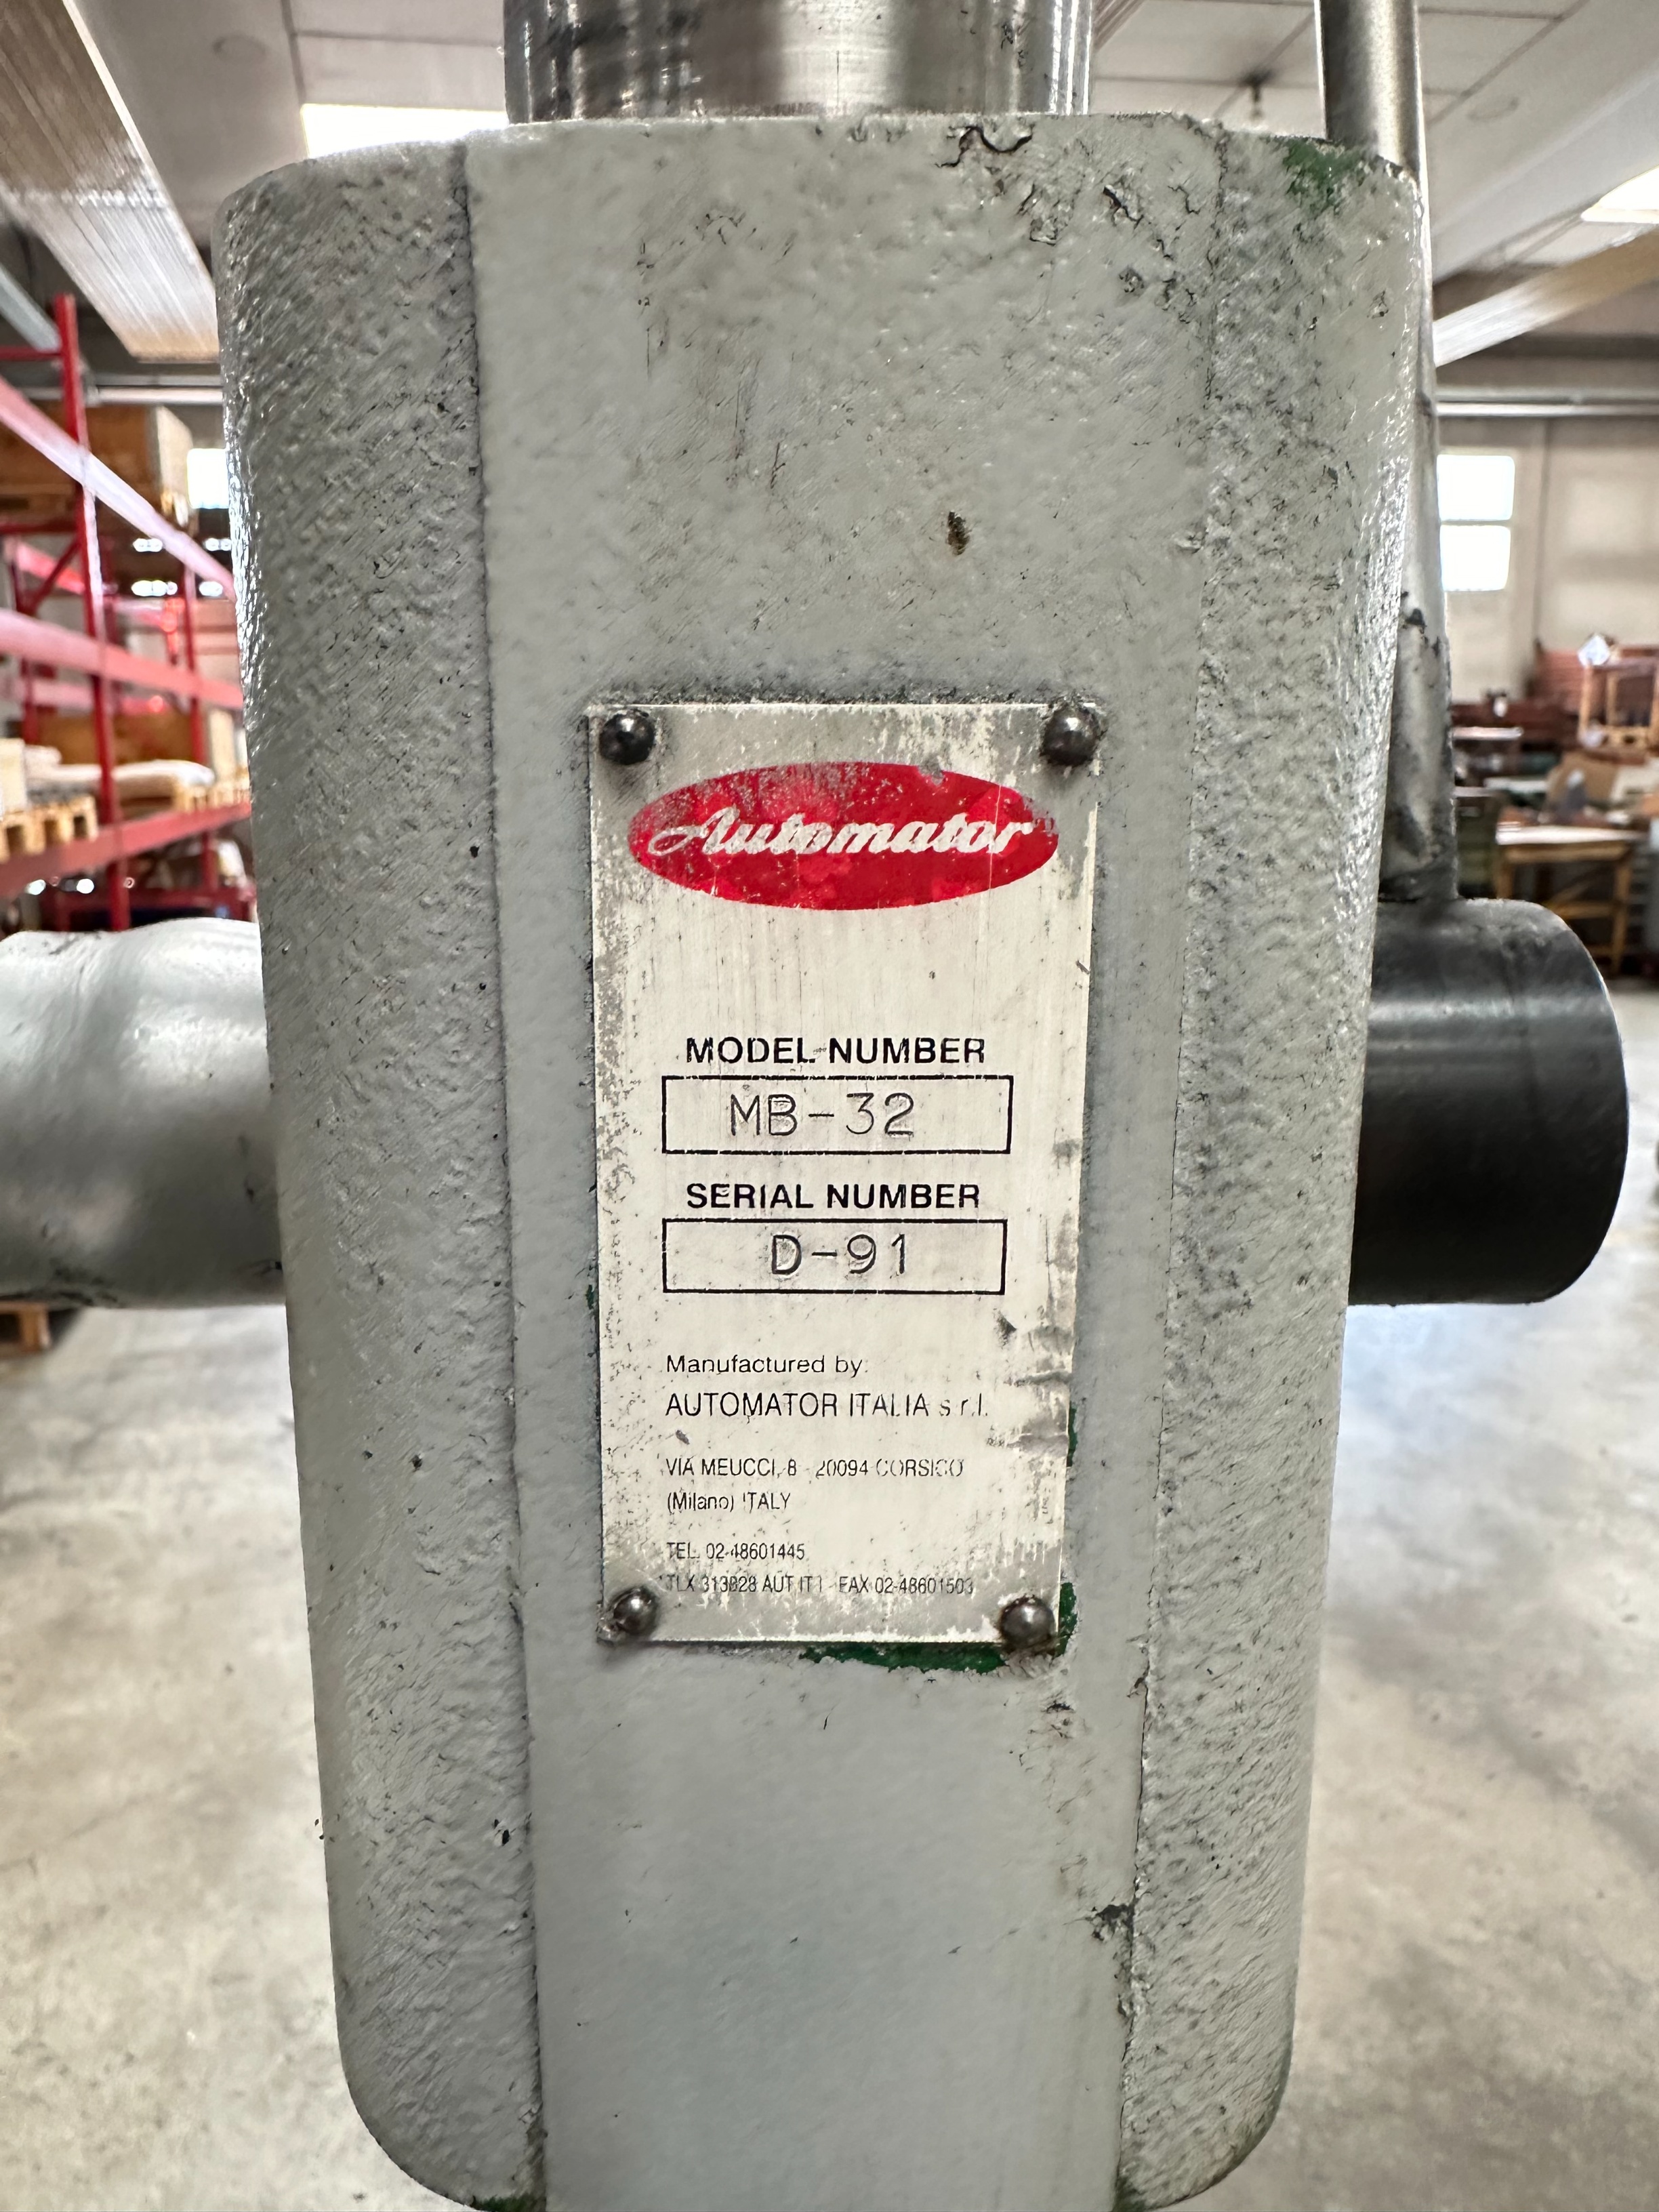 Automator
MODEL NUMBER
MB-32
SERIAL NUMBER
D-91
Manufactured by:
AUTOMATOR ITALIA s.r.l.
VIA MEUCCI, 8 - 20094 CORSICO
(Milano) ITALY
TEL. 02-48601445
TLX 313828 AUT IT I - FAX 02-48601503